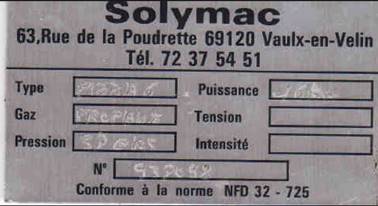 Solymac
63,Rue de la Poudrette 69120 Vaulx-en-Velin
Tél. 72 37 54 51
Type Puissance
Gaz PROPANE Tension
Pression Intensité
N°
Conforme à la norme NFD 32 - 725